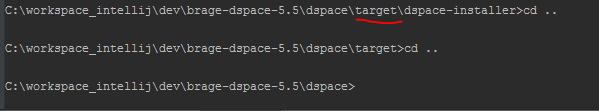 C:\workspace_intellij\dev\brage-dspace-5.5\dspace\target\dspace-installer>cd ..
C:\workspace_intellij\dev\brage-dspace-5.5\dspace\target>cd ..
C:\workspace_intellij\dev\brage-dspace-5.5\dspace>